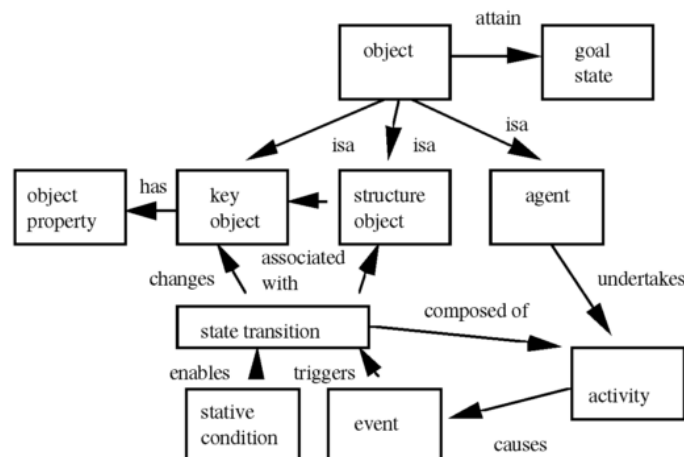 attain
object
goal
state
isa
isa
isa
object
property
has
key
object
structure
object
agent
changes
associated
with
undertakes
state transition
composed of
enables
triggers
stative
condition
event
activity
causes